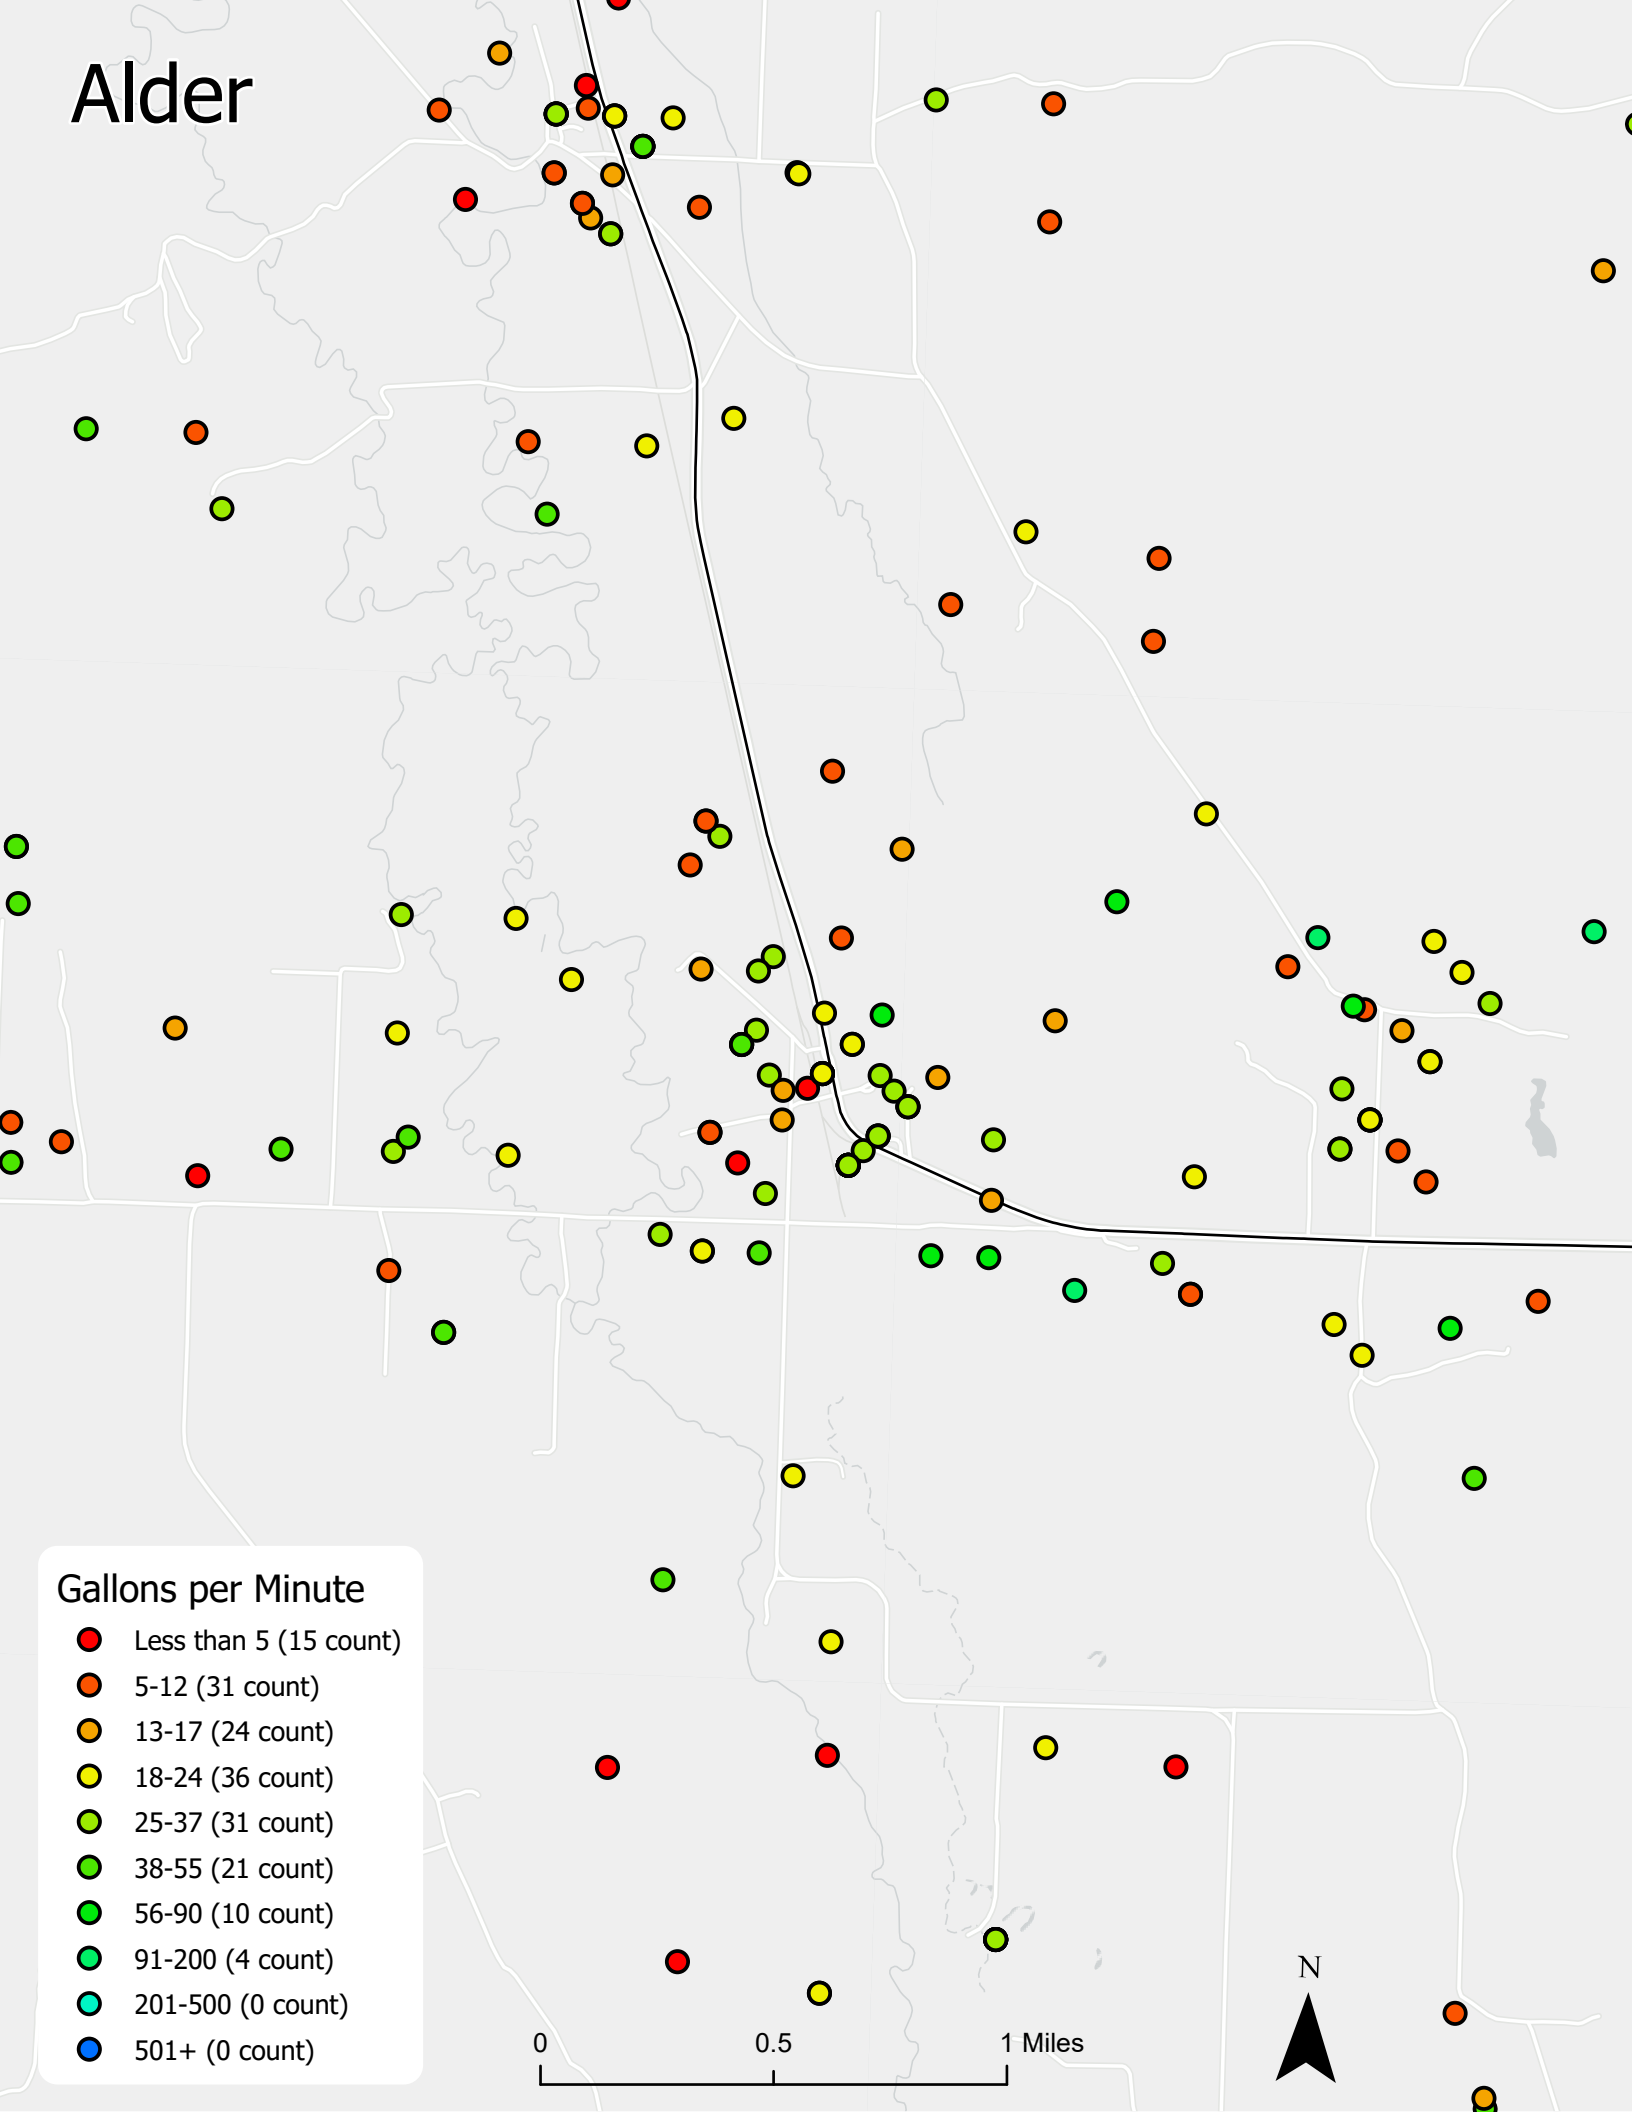 Alder
Gallons per Minute
Less than 5 (15 count)
5-12 (31 count)
13-17 (24 count)
18-24 (36 count)
25-37 (31 count)
38-55 (21 count)
56-90 (10 count)
91-200 (4 count)
201-500 (0 count)
501+ (0 count)
N
0 0.5 1 Miles